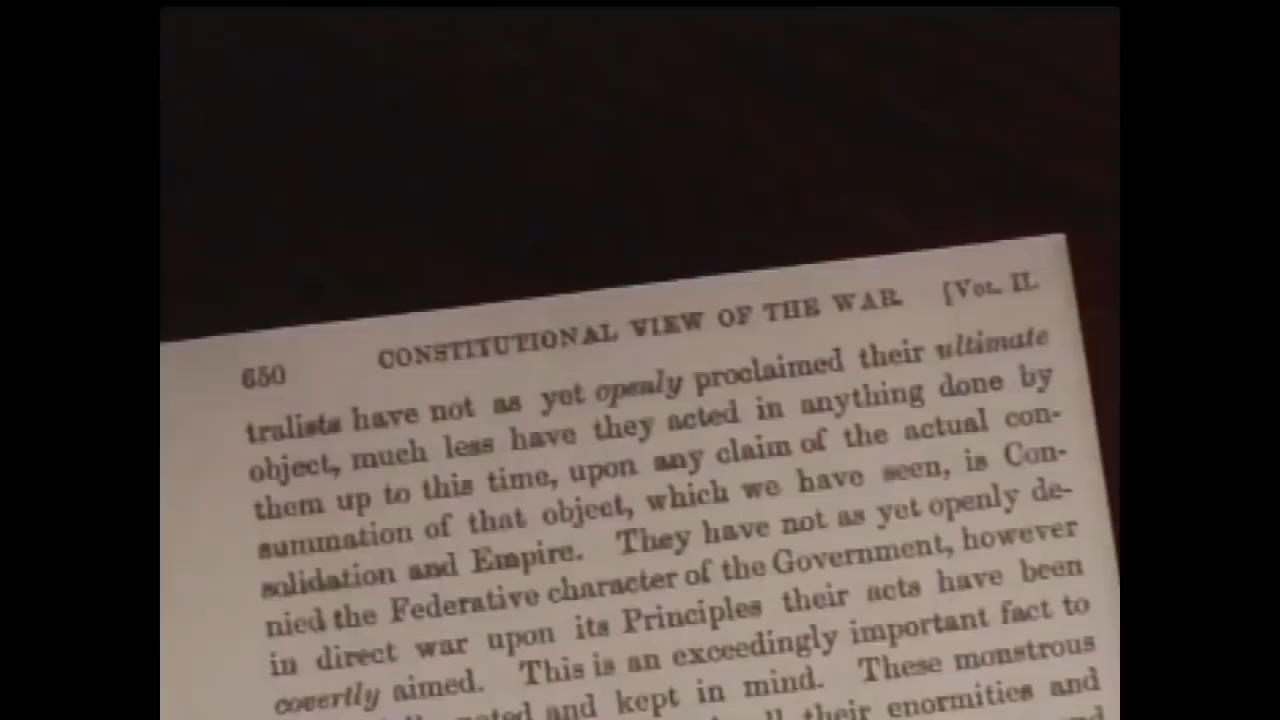 650 CONSTITUTIONAL VIEW OF THE WAR. [VOL. II.
tralists have not as yet openly proclaimed their ultimate
object, much less have they acted in anything done by
them up to this time, upon any claim of the actual con-
summation of that object, which we have seen, is Con-
solidation and Empire. They have not as yet openly de-
nied the Federative character of the Government, however
in direct war upon its Principles their acts have been
covertly aimed. This is an exceedingly important fact to
noted and kept in mind. These monstrous
their enormities and